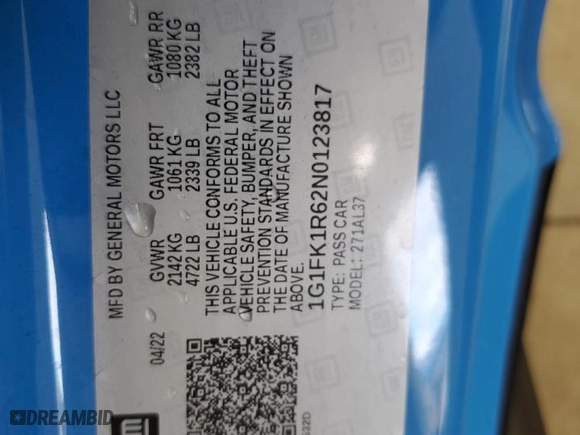 MFD BY GENERAL MOTORS LLC
04/22 GVWR GAWR FRT GAWR RR
2142 KG 1061 KG 1080 KG
4722 LB 2339 LB 2382 LB
THIS VEHICLE CONFORMS TO ALL
APPLICABLE U.S. FEDERAL MOTOR
VEHICLE SAFETY, BUMPER, AND THEFT
PREVENTION STANDARDS IN EFFECT ON
THE DATE OF MANUFACTURE SHOWN
ABOVE.
1G1FK1R62N0123817
TYPE: PASS CAR
MODEL: 271AL37
gm
DREAMBID